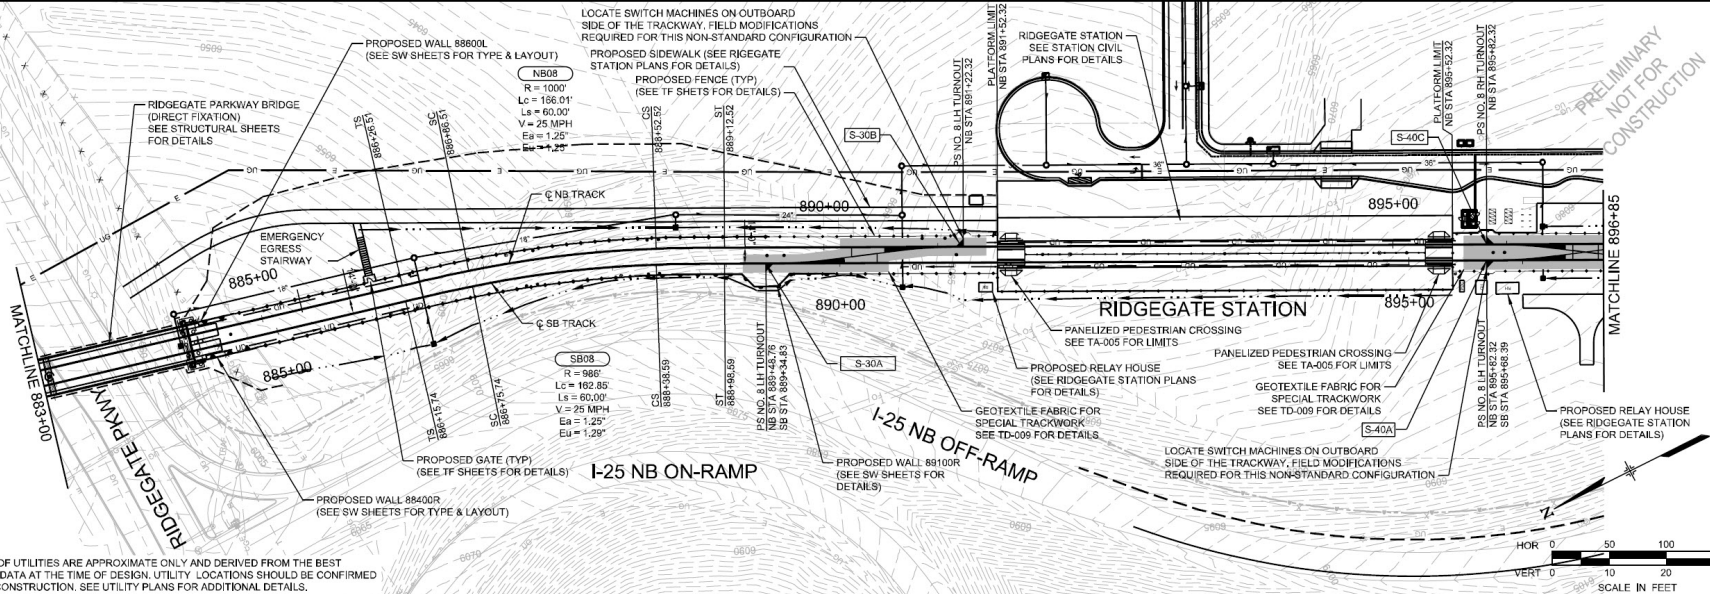 LOCATE SWITCH MACHINES ON OUTBOARD
SIDE OF THE TRACKWAY, FIELD MODIFICATIONS
REQUIRED FOR THIS NON-STANDARD CONFIGURATION
PROPOSED WALL 88600L
(SEE SW SHEETS FOR TYPE & LAYOUT)
PROPOSED SIDEWALK (SEE RIGEGATE
STATION PLANS FOR DETAILS)
PROPOSED FENCE (TYP)
(SEE TF SHETS FOR DETAILS)
NB08
R = 1000'
Lc = 166.01'
Ls = 60.00'
V = 25 MPH
Ea = 1.25"
Eu = 1.25"
RIDGEGATE PARKWAY BRIDGE
(DIRECT FIXATION)
SEE STRUCTURAL SHEETS
FOR DETAILS
TS
886+26.51
SC
886+86.51
CS
888+52.52
ST
889+12.52
S-30B
PS NO. 8 LH TURNOUT
NB STA 891+22.32
PLATFORM LIMIT
NB STA 891+52.32
RIDGEGATE STATION
SEE STATION CIVIL
PLANS FOR DETAILS
PLATFORM LIMIT
NB STA 895+52.32
PS NO. 8 RH TURNOUT
NB STA 895+82.32
S-40C
PRELIMINARY
NOT FOR
CONSTRUCTION
℄ NB TRACK
890+00
895+00
36"
36"
24"
18"
18"
EMERGENCY
EGRESS
STAIRWAY
885+00
885+00
890+00
895+00
RIDGEGATE STATION
℄ SB TRACK
MATCHLINE 883+00
MATCHLINE 896+85
SB08
R = 986'
Lc = 162.85'
Ls = 60.00'
V = 25 MPH
Ea = 1.25"
Eu = 1.29"
TS
886+15.74
SC
886+75.74
CS
888+38.59
ST
888+98.59
PS NO. 8 LH TURNOUT
NB STA 889+48.76
SB STA 889+34.83
S-30A
PANELIZED PEDESTRIAN CROSSING
SEE TA-005 FOR LIMITS
PROPOSED RELAY HOUSE
(SEE RIDGEGATE STATION PLANS
FOR DETAILS)
GEOTEXTILE FABRIC FOR
SPECIAL TRACKWORK
SEE TD-009 FOR DETAILS
PANELIZED PEDESTRIAN CROSSING
SEE TA-005 FOR LIMITS
GEOTEXTILE FABRIC FOR
SPECIAL TRACKWORK
SEE TD-009 FOR DETAILS
S-40A
PS NO. 8 LH TURNOUT
NB STA 895+82.32
SB STA 895+68.39
PROPOSED RELAY HOUSE
(SEE RIDGEGATE STATION
PLANS FOR DETAILS)
LOCATE SWITCH MACHINES ON OUTBOARD
SIDE OF THE TRACKWAY, FIELD MODIFICATIONS
REQUIRED FOR THIS NON-STANDARD CONFIGURATION
RIDGEGATE PKWY
PROPOSED GATE (TYP)
(SEE TF SHEETS FOR DETAILS)
PROPOSED WALL 88400R
(SEE SW SHEETS FOR TYPE & LAYOUT)
I-25 NB ON-RAMP
I-25 NB OFF-RAMP
PROPOSED WALL 89100R
(SEE SW SHEETS FOR
DETAILS)
N
HOR 0 50 100
VERT 0 10 20
SCALE IN FEET
OF UTILITIES ARE APPROXIMATE ONLY AND DERIVED FROM THE BEST
DATA AT THE TIME OF DESIGN. UTILITY LOCATIONS SHOULD BE CONFIRMED
CONSTRUCTION. SEE UTILITY PLANS FOR ADDITIONAL DETAILS.